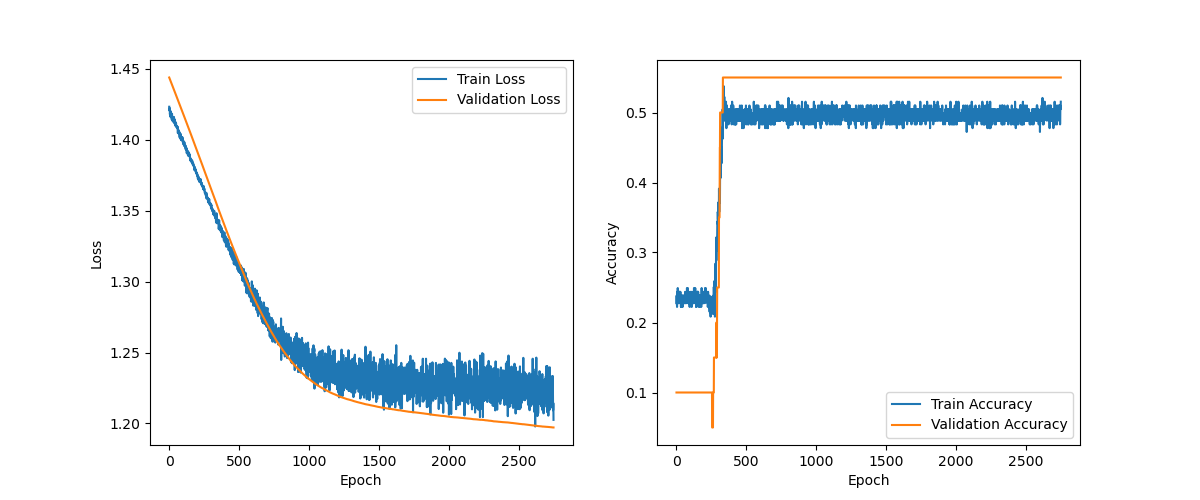 1.45
1.40
1.35
1.30
1.25
1.20
Loss
0
500
1000
1500
2000
2500
Epoch
Train Loss
Validation Loss
0.5
0.4
0.3
0.2
0.1
Accuracy
0
500
1000
1500
2000
2500
Epoch
Train Accuracy
Validation Accuracy